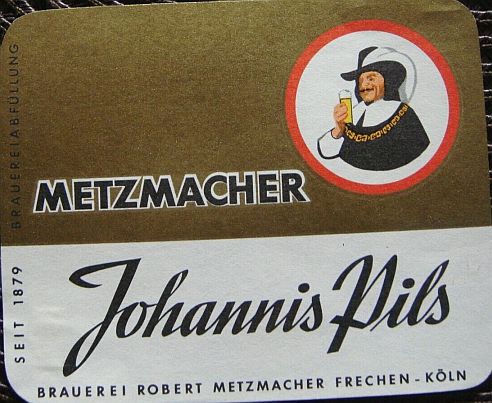 BRAUEREIABFÜLLUNG
METZMACHER
Johannis Pils
SEIT 1879
BRAUEREI ROBERT METZMACHER FRECHEN - KÖLN